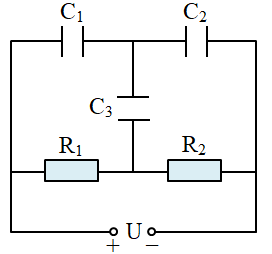 C₁ C₂
C₃
R₁ R₂
+ U −